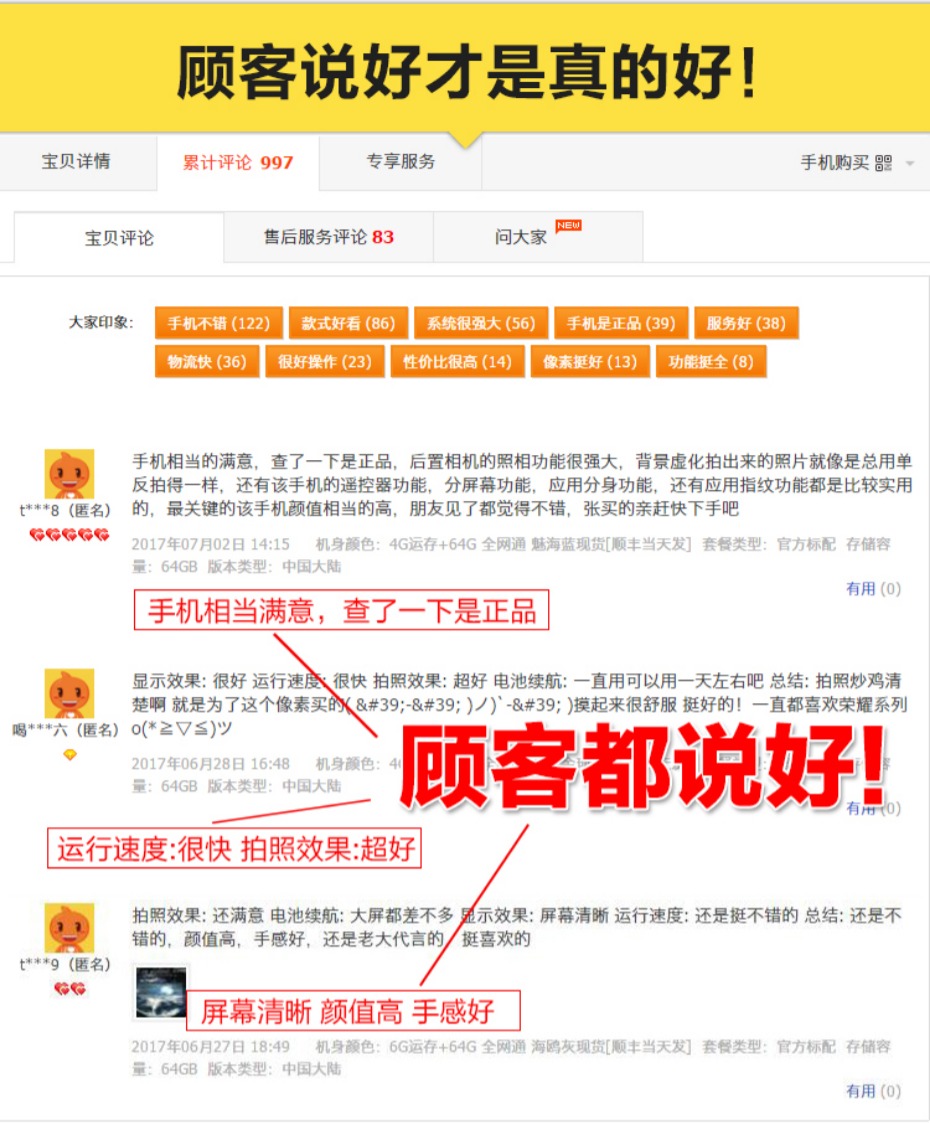 顾客说好才是真的好！
宝贝详情 累计评论 997 专享服务 手机购买
宝贝评论 售后服务评论 83 问大家 NEW
大家印象： 手机不错 (122) 款式好看 (86) 系统很强大 (56) 手机是正品 (39) 服务好 (38)
物流快 (36) 很好操作 (23) 性价比很高 (14) 像素挺好 (13) 功能挺全 (8)
手机相当的满意，查了一下是正品，后置相机的照相功能很强大，背景虚化拍出来的照片就像是总用单
反拍得一样，还有该手机的遥控器功能，分屏幕功能，应用分身功能，还有应用指纹功能都是比较实用
的，最关键的该手机颜值相当的高，朋友见了都觉得不错，张买的亲赶快下手吧
t***8（匿名）
2017年07月02日 14:15 机身颜色：4G运存+64G 全网通 魅海蓝现货[顺丰当天发] 套餐类型：官方标配 存储容
量：64GB 版本类型：中国大陆
有用 (0)
手机相当满意，查了一下是正品
显示效果：很好 运行速度：很快 拍照效果：超好 电池续航：一直用可以用一天左右吧 总结：拍照炒鸡清
楚啊 就是为了这个像素买的( &#39;-&#39; )ノ)`-&#39; )摸起来很舒服 挺好的！一直都喜欢荣耀系列
o(*≧▽≦)ツ
喝***六（匿名）
2017年06月28日 16:48 机身颜色：
量：64GB 版本类型：中国大陆
顾客都说好！
有用 (0)
运行速度:很快 拍照效果:超好
拍照效果：还满意 电池续航：大屏都差不多 显示效果：屏幕清晰 运行速度：还是挺不错的 总结：还是不
错的，颜值高，手感好，还是老大代言的，挺喜欢的
t***9（匿名）
屏幕清晰 颜值高 手感好
2017年06月27日 18:49 机身颜色：6G运存+64G 全网通 海鸥灰现货[顺丰当天发] 套餐类型：官方标配 存储容
量：64GB 版本类型：中国大陆
有用 (0)